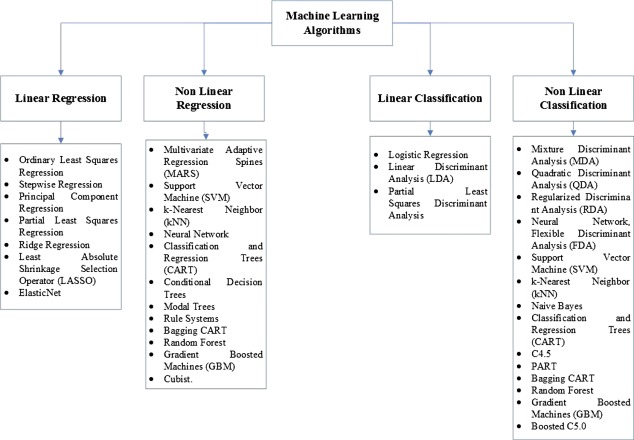 Machine Learning
Algorithms
Linear Regression
Non Linear
Regression
Linear Classification
Non Linear
Classification
Ordinary Least Squares
Regression
Stepwise Regression
Principal Component
Regression
Partial Least Squares
Regression
Ridge Regression
Least Absolute
Shrinkage Selection
Operator (LASSO)
ElasticNet
Multivariate Adaptive
Regression Spines
(MARS)
Support Vector
Machine (SVM)
k-Nearest Neighbor
(kNN)
Neural Network
Classification and
Regression Trees
(CART)
Conditional Decision
Trees
Modal Trees
Rule Systems
Bagging CART
Random Forest
Gradient Boosted
Machines (GBM)
Cubist.
Logistic Regression
Linear Discriminant
Analysis (LDA)
Partial Least
Squares Discriminant
Analysis
Mixture Discriminant
Analysis (MDA)
Quadratic Discriminant
Analysis (QDA)
Regularized Discrimina
nt Analysis (RDA)
Neural Network,
Flexible Discriminant
Analysis (FDA)
Support Vector
Machine (SVM)
k-Nearest Neighbor
(kNN)
Naive Bayes
Classification and
Regression Trees
(CART)
C4.5
PART
Bagging CART
Random Forest
Gradient Boosted
Machines (GBM)
Boosted C5.0